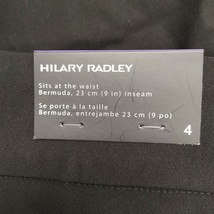 HILARY RADLEY
Sits at the waist
Bermuda, 23 cm (9 in) inseam
Se porte à la taille
Bermuda, entrejambe 23 cm (9 po)
4